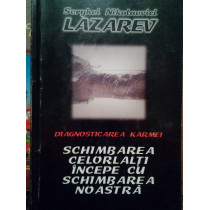 Serghei Nikolaevici
LAZAREV
DIAGNOSTICAREA KARMEI
SCHIMBAREA
CELORLALȚI
ÎNCEPE CU
SCHIMBAREA
NOASTRĂ